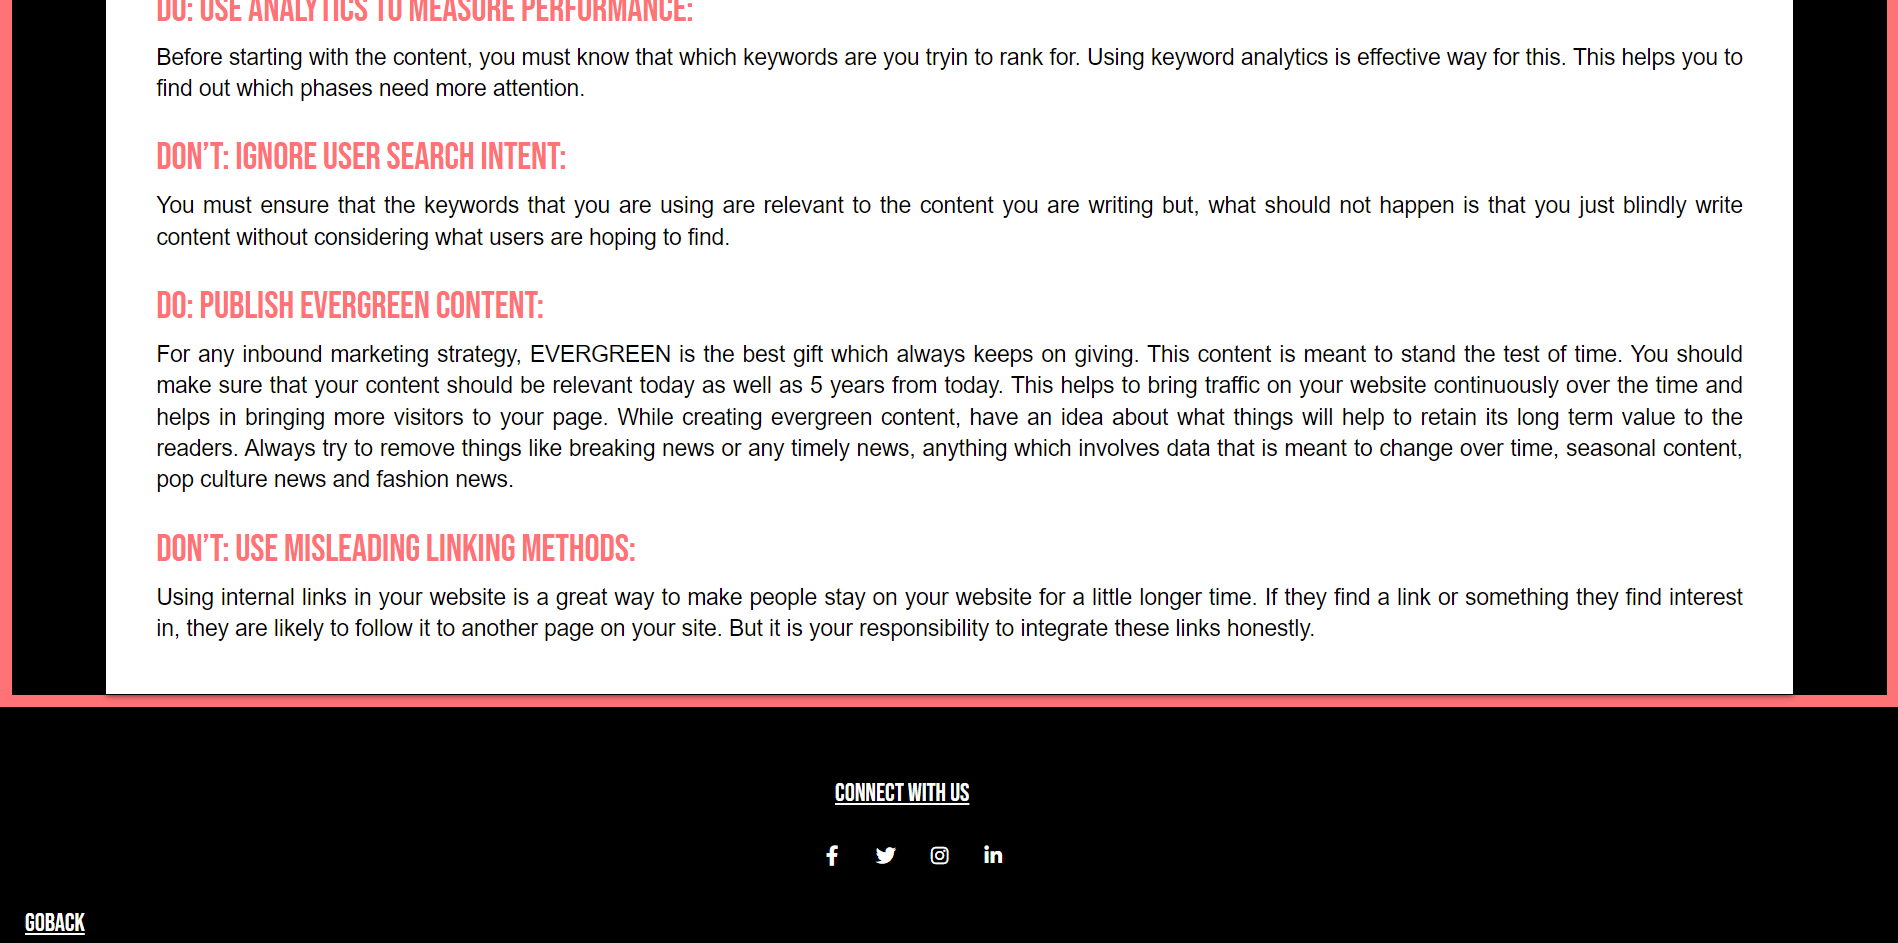 DO: USE ANALYTICS TO MEASURE PERFORMANCE:
Before starting with the content, you must know that which keywords are you tryin to rank for. Using keyword analytics is effective way for this. This helps you to
find out which phases need more attention.
DON’T: IGNORE USER SEARCH INTENT:
You must ensure that the keywords that you are using are relevant to the content you are writing but, what should not happen is that you just blindly write
content without considering what users are hoping to find.
DO: PUBLISH EVERGREEN CONTENT:
For any inbound marketing strategy, EVERGREEN is the best gift which always keeps on giving. This content is meant to stand the test of time. You should
make sure that your content should be relevant today as well as 5 years from today. This helps to bring traffic on your website continuously over the time and
helps in bringing more visitors to your page. While creating evergreen content, have an idea about what things will help to retain its long term value to the
readers. Always try to remove things like breaking news or any timely news, anything which involves data that is meant to change over time, seasonal content,
pop culture news and fashion news.
DON’T: USE MISLEADING LINKING METHODS:
Using internal links in your website is a great way to make people stay on your website for a little longer time. If they find a link or something they find interest
in, they are likely to follow it to another page on your site. But it is your responsibility to integrate these links honestly.
CONNECT WITH US
GOBACK